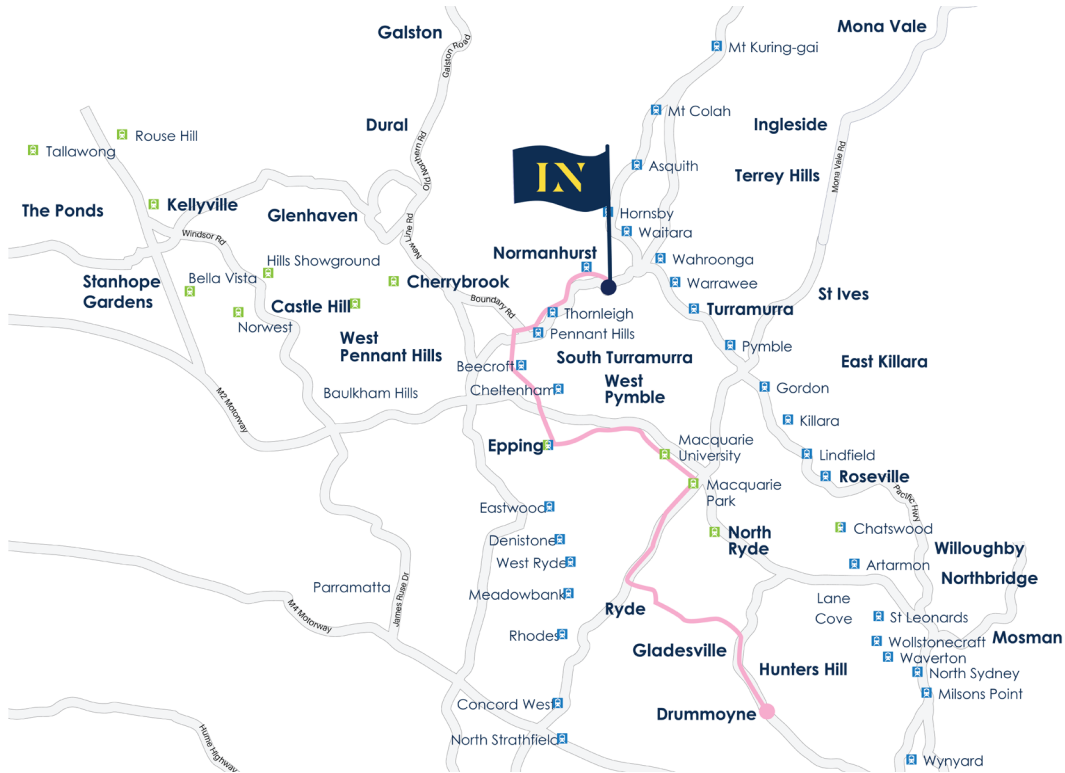 Galston
Mona Vale
Mt Kuring-gai
Galston Road
Mt Colah
Dural
Ingleside
Rouse Hill
Tallawong
Old Northern Rd
Asquith
Mona Vale Rd
Terrey Hills
LN
Kellyville
The Ponds
Glenhaven
Hornsby
Waitara
New Line Rd
Windsor Rd
Normanhurst
Wahroonga
Hills Showground
Bella Vista
Stanhope
Gardens
Cherrybrook
Warrawee
St Ives
Castle Hill
Boundary Rd
Thornleigh
Turramurra
Norwest
Pennant Hills
West
Pennant Hills
Pymble
South Turramurra
East Killara
Beecroft
Cheltenham
West
Pymble
Gordon
Baulkham Hills
M2 Motorway
Killara
Epping
Macquarie
University
Lindfield
Roseville
Macquarie
Park
Pacific Hwy
Eastwood
Chatswood
North
Ryde
Denistone
Willoughby
West Ryde
Artarmon
Northbridge
Parramatta
James Ruse Dr
Meadowbank
Lane
Cove
M4 Motorway
Ryde
St Leonards
Rhodes
Mosman
Wollstonecraft
Gladesville
Waverton
Hunters Hill
North Sydney
Milsons Point
Concord West
Drummoyne
North Strathfield
Hume Highway
Wynyard